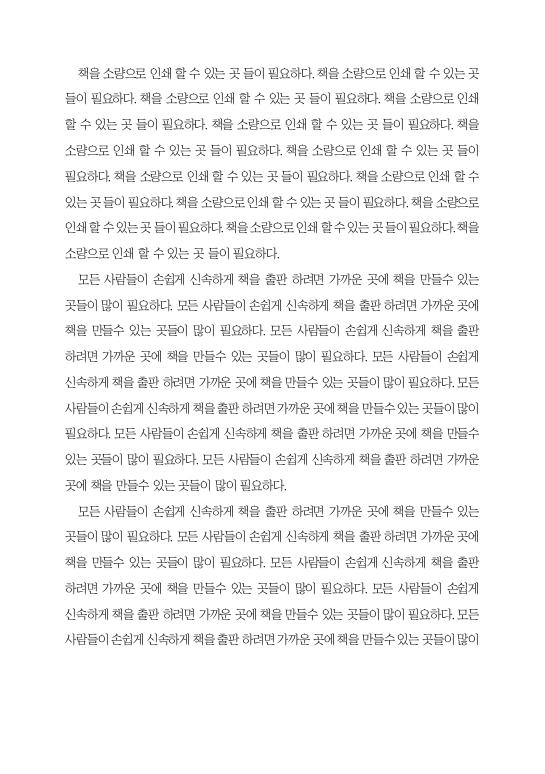 책을 소량으로 인쇄 할 수 있는 곳 들이 필요하다. 책을 소량으로 인쇄 할 수 있는 곳
들이 필요하다. 책을 소량으로 인쇄 할 수 있는 곳 들이 필요하다. 책을 소량으로 인쇄
할 수 있는 곳 들이 필요하다. 책을 소량으로 인쇄 할 수 있는 곳 들이 필요하다. 책을
소량으로 인쇄 할 수 있는 곳 들이 필요하다. 책을 소량으로 인쇄 할 수 있는 곳 들이
필요하다. 책을 소량으로 인쇄 할 수 있는 곳 들이 필요하다. 책을 소량으로 인쇄 할 수
있는 곳 들이 필요하다. 책을 소량으로 인쇄 할 수 있는 곳 들이 필요하다. 책을 소량으로
인쇄 할 수 있는 곳 들이 필요하다. 책을 소량으로 인쇄 할 수 있는 곳 들이 필요하다. 책을
소량으로 인쇄 할 수 있는 곳 들이 필요하다.
모든 사람들이 손쉽게 신속하게 책을 출판 하려면 가까운 곳에 책을 만들수 있는
곳들이 많이 필요하다. 모든 사람들이 손쉽게 신속하게 책을 출판 하려면 가까운 곳에
책을 만들수 있는 곳들이 많이 필요하다. 모든 사람들이 손쉽게 신속하게 책을 출판
하려면 가까운 곳에 책을 만들수 있는 곳들이 많이 필요하다. 모든 사람들이 손쉽게
신속하게 책을 출판 하려면 가까운 곳에 책을 만들수 있는 곳들이 많이 필요하다. 모든
사람들이 손쉽게 신속하게 책을 출판 하려면 가까운 곳에 책을 만들수 있는 곳들이 많이
필요하다. 모든 사람들이 손쉽게 신속하게 책을 출판 하려면 가까운 곳에 책을 만들수
있는 곳들이 많이 필요하다. 모든 사람들이 손쉽게 신속하게 책을 출판 하려면 가까운
곳에 책을 만들수 있는 곳들이 많이 필요하다.
모든 사람들이 손쉽게 신속하게 책을 출판 하려면 가까운 곳에 책을 만들수 있는
곳들이 많이 필요하다. 모든 사람들이 손쉽게 신속하게 책을 출판 하려면 가까운 곳에
책을 만들수 있는 곳들이 많이 필요하다. 모든 사람들이 손쉽게 신속하게 책을 출판
하려면 가까운 곳에 책을 만들수 있는 곳들이 많이 필요하다. 모든 사람들이 손쉽게
신속하게 책을 출판 하려면 가까운 곳에 책을 만들수 있는 곳들이 많이 필요하다. 모든
사람들이 손쉽게 신속하게 책을 출판 하려면 가까운 곳에 책을 만들수 있는 곳들이 많이